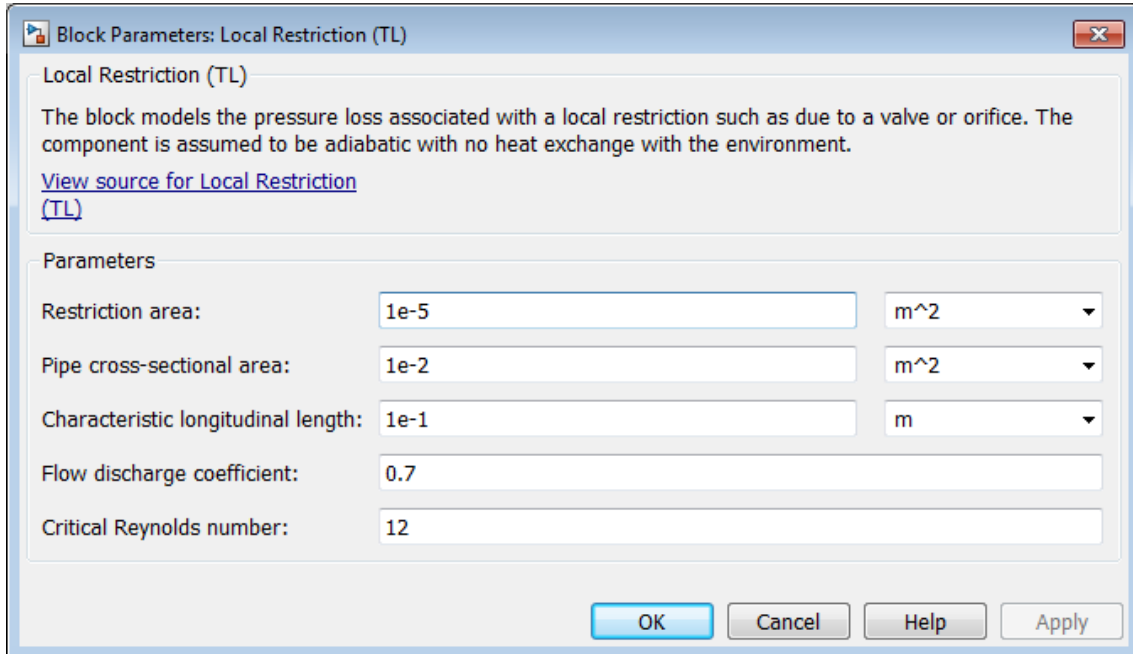 Block Parameters: Local Restriction (TL)
Local Restriction (TL)
The block models the pressure loss associated with a local restriction such as due to a valve or orifice. The
component is assumed to be adiabatic with no heat exchange with the environment.
View source for Local Restriction
(TL)
Parameters
Restriction area: 1e-5 m^2
Pipe cross-sectional area: 1e-2 m^2
Characteristic longitudinal length: 1e-1 m
Flow discharge coefficient: 0.7
Critical Reynolds number: 12
OK Cancel Help Apply